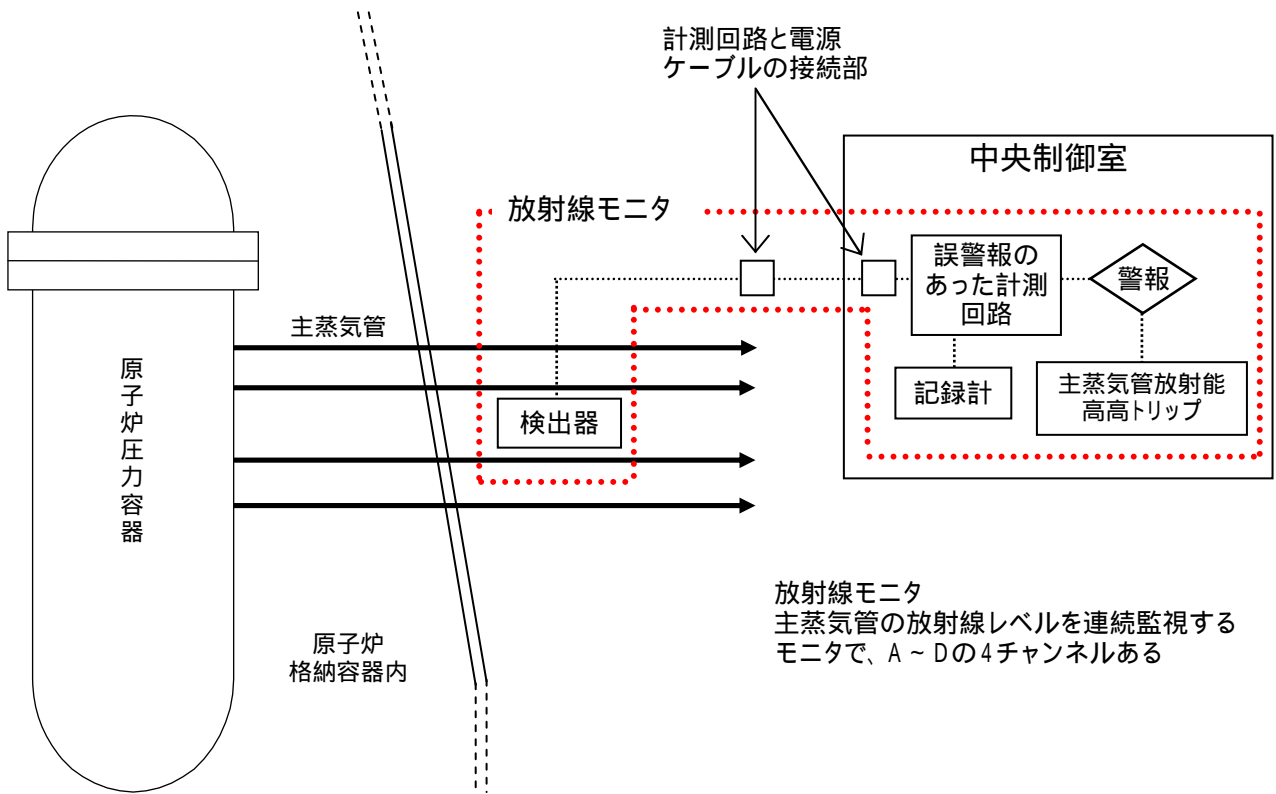 計測回路と電源
ケーブルの接続部
中央制御室
放射線モニタ
誤警報の
あった計測
回路
警報
主蒸気管
記録計
主蒸気管放射能
高高トリップ
検出器
原子炉圧力容器
原子炉
格納容器内
放射線モニタ
主蒸気管の放射線レベルを連続監視する
モニタで、A~Dの4チャンネルある